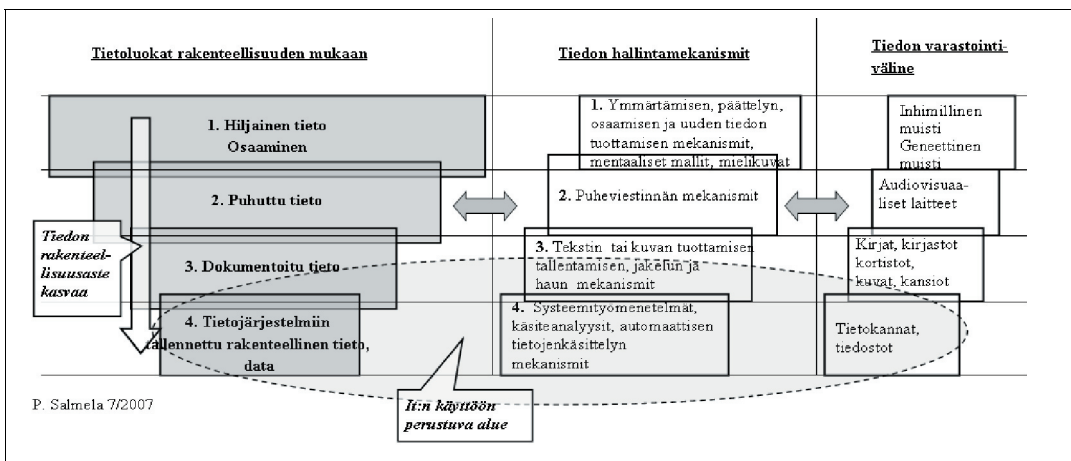 Tietoluokat rakenteellisuuden mukaan
Tiedon hallintamekanismit
Tiedon varastointi-
väline
1. Hiljainen tieto
Osaaminen
1. Ymmärtämisen, päättelyn,
osaamisen ja uuden tiedon
tuottamisen mekanismit,
mentaaliset mallit, mielikuvat
Inhimillinen
muisti
Geneettinen
muisti
2. Puhuttu tieto
2. Puheviestinnän mekanismit
Audiovisuaa-
liset laitteet
Tiedon
rakenteel-
lisuusaste
kasvaa
3. Dokumentoitu tieto
3. Tekstin tai kuvan tuottamisen
tallentamisen, jakelun ja
haun mekanismit
Kirjat, kirjastot
kortistot,
kuvat, kansiot
4. Tietojärjestelmiin
tallennettu rakenteellinen tieto,
data
4. Systeemityömenetelmät,
käsiteanalyysit, automaattisen
tietojenkäsittelyn
mekanismit
Tietokannat,
tiedostot
P. Salmela 7/2007
It:n käyttöön
perustuva alue